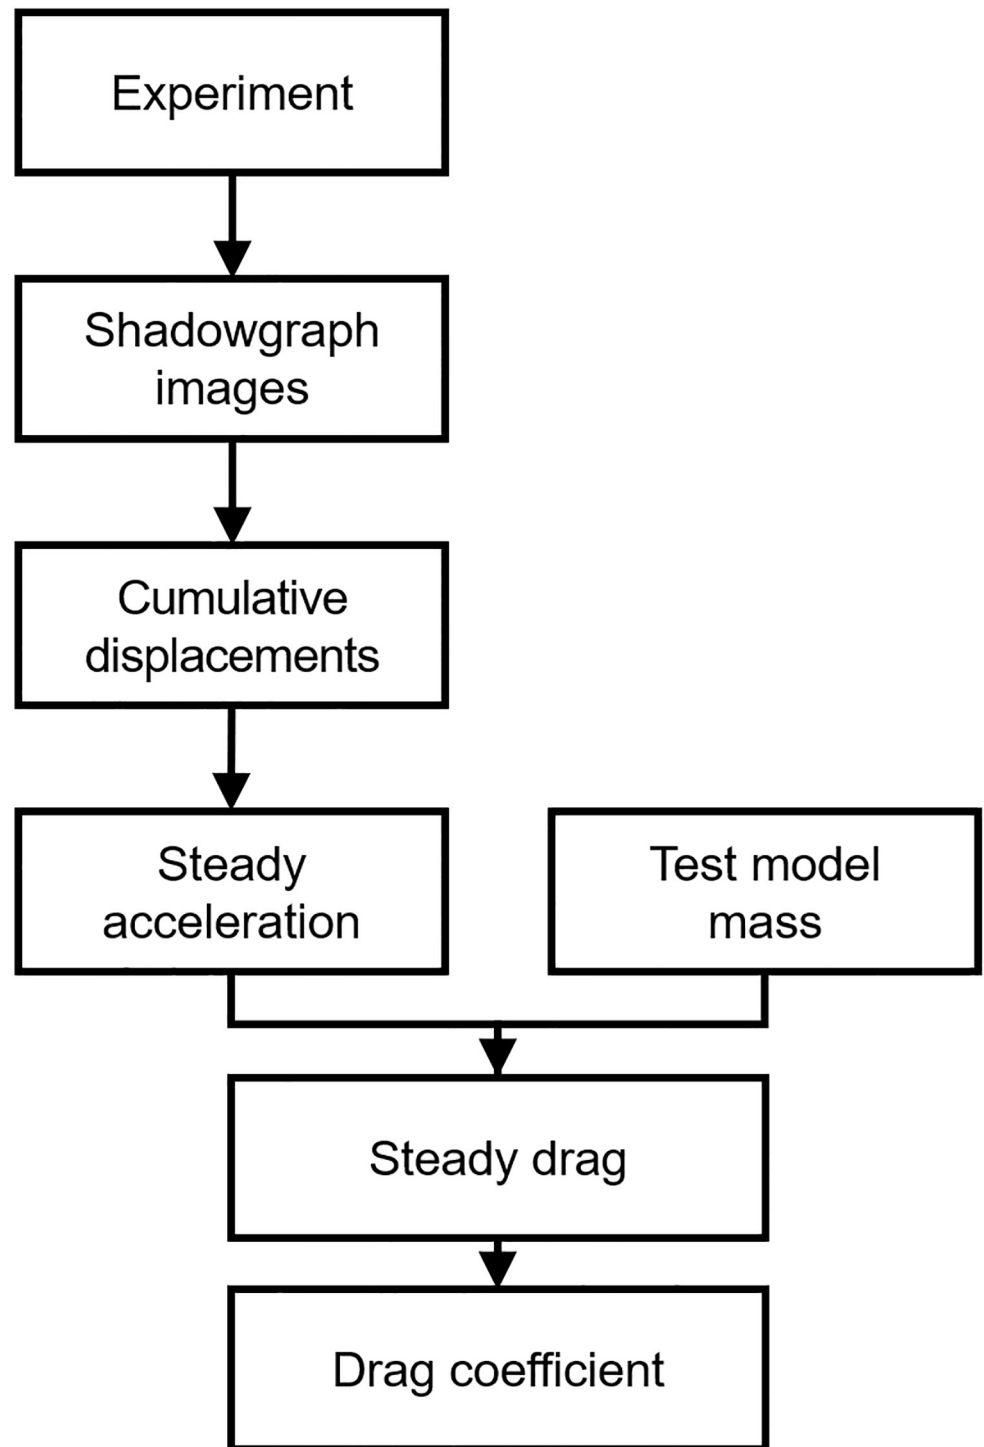 Experiment
Shadowgraph
images
Cumulative
displacements
Steady
acceleration
Test model
mass
Steady drag
Drag coefficient